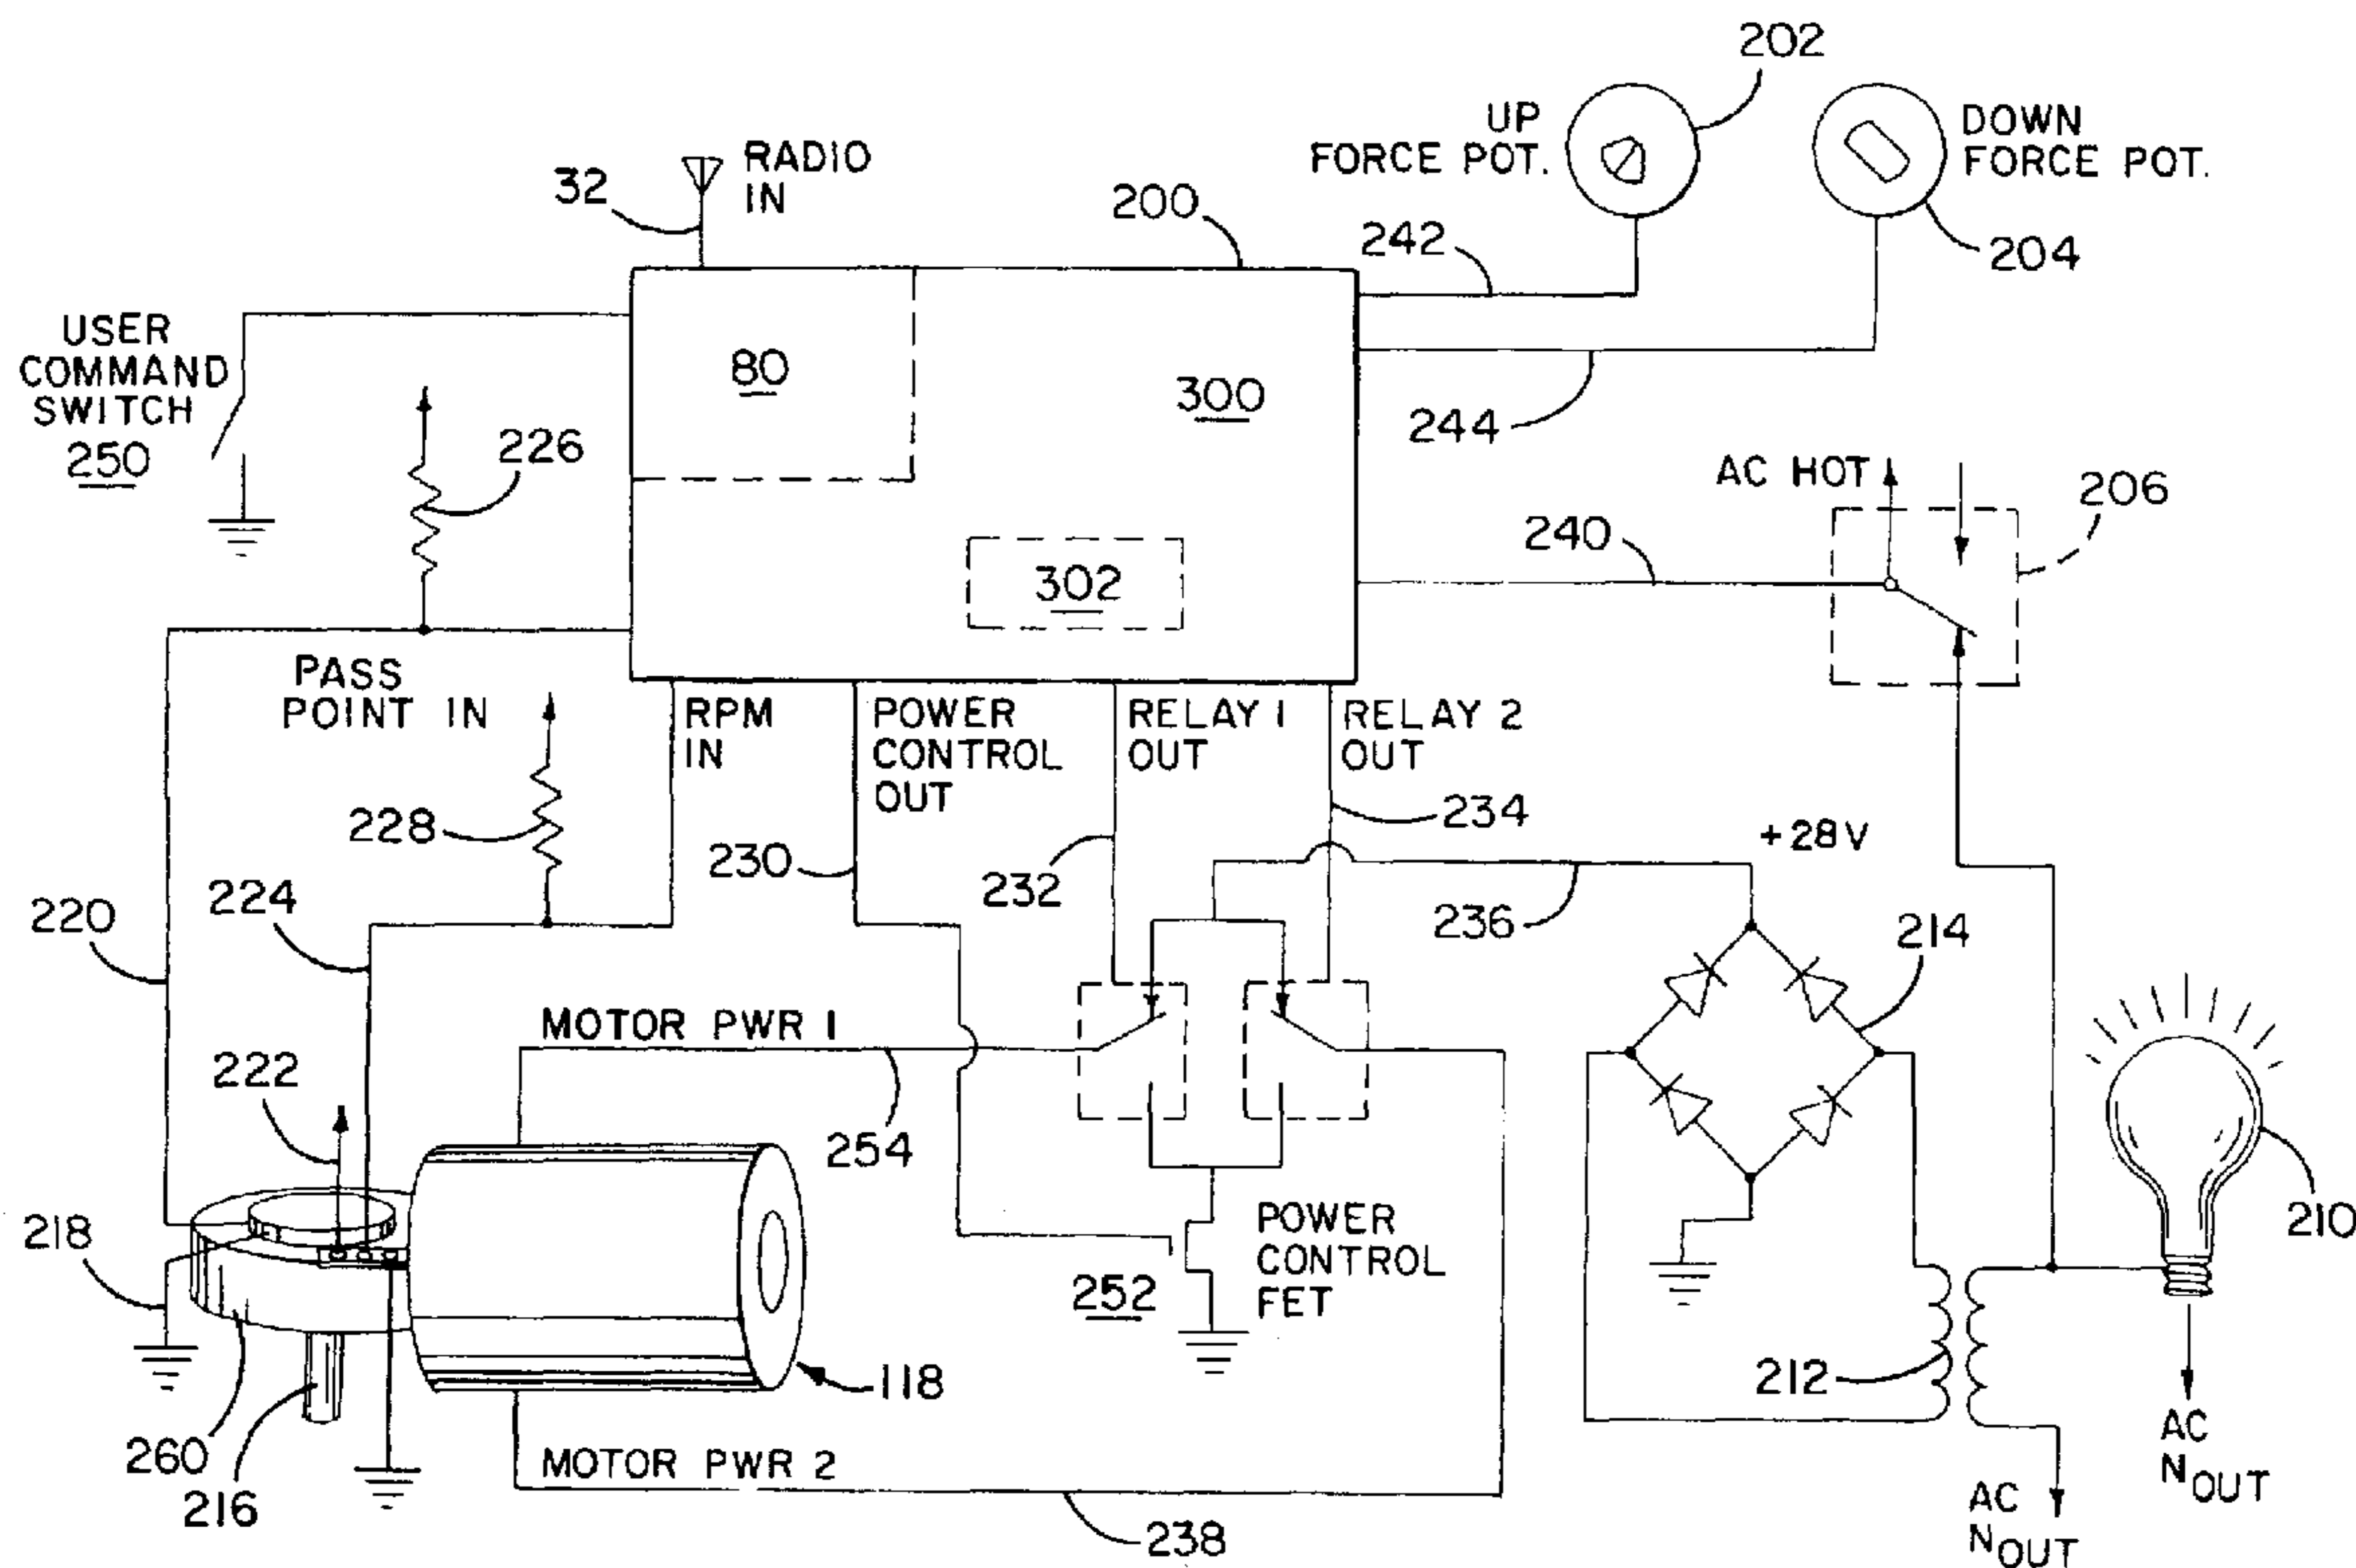 202
UP
FORCE POT.
DOWN
FORCE POT.
204
RADIO
IN
32
200
242
244
USER
COMMAND
SWITCH
250
226
80
300
302
AC HOT
206
240
PASS
POINT IN
RPM
IN
POWER
CONTROL
OUT
RELAY 1
OUT
RELAY 2
OUT
228
230
232
234
+28V
236
214
220
224
222
218
MOTOR PWR 1
254
POWER
CONTROL
FET
252
210
118
212
260
216
MOTOR PWR 2
238
AC
NOUT
AC
NOUT